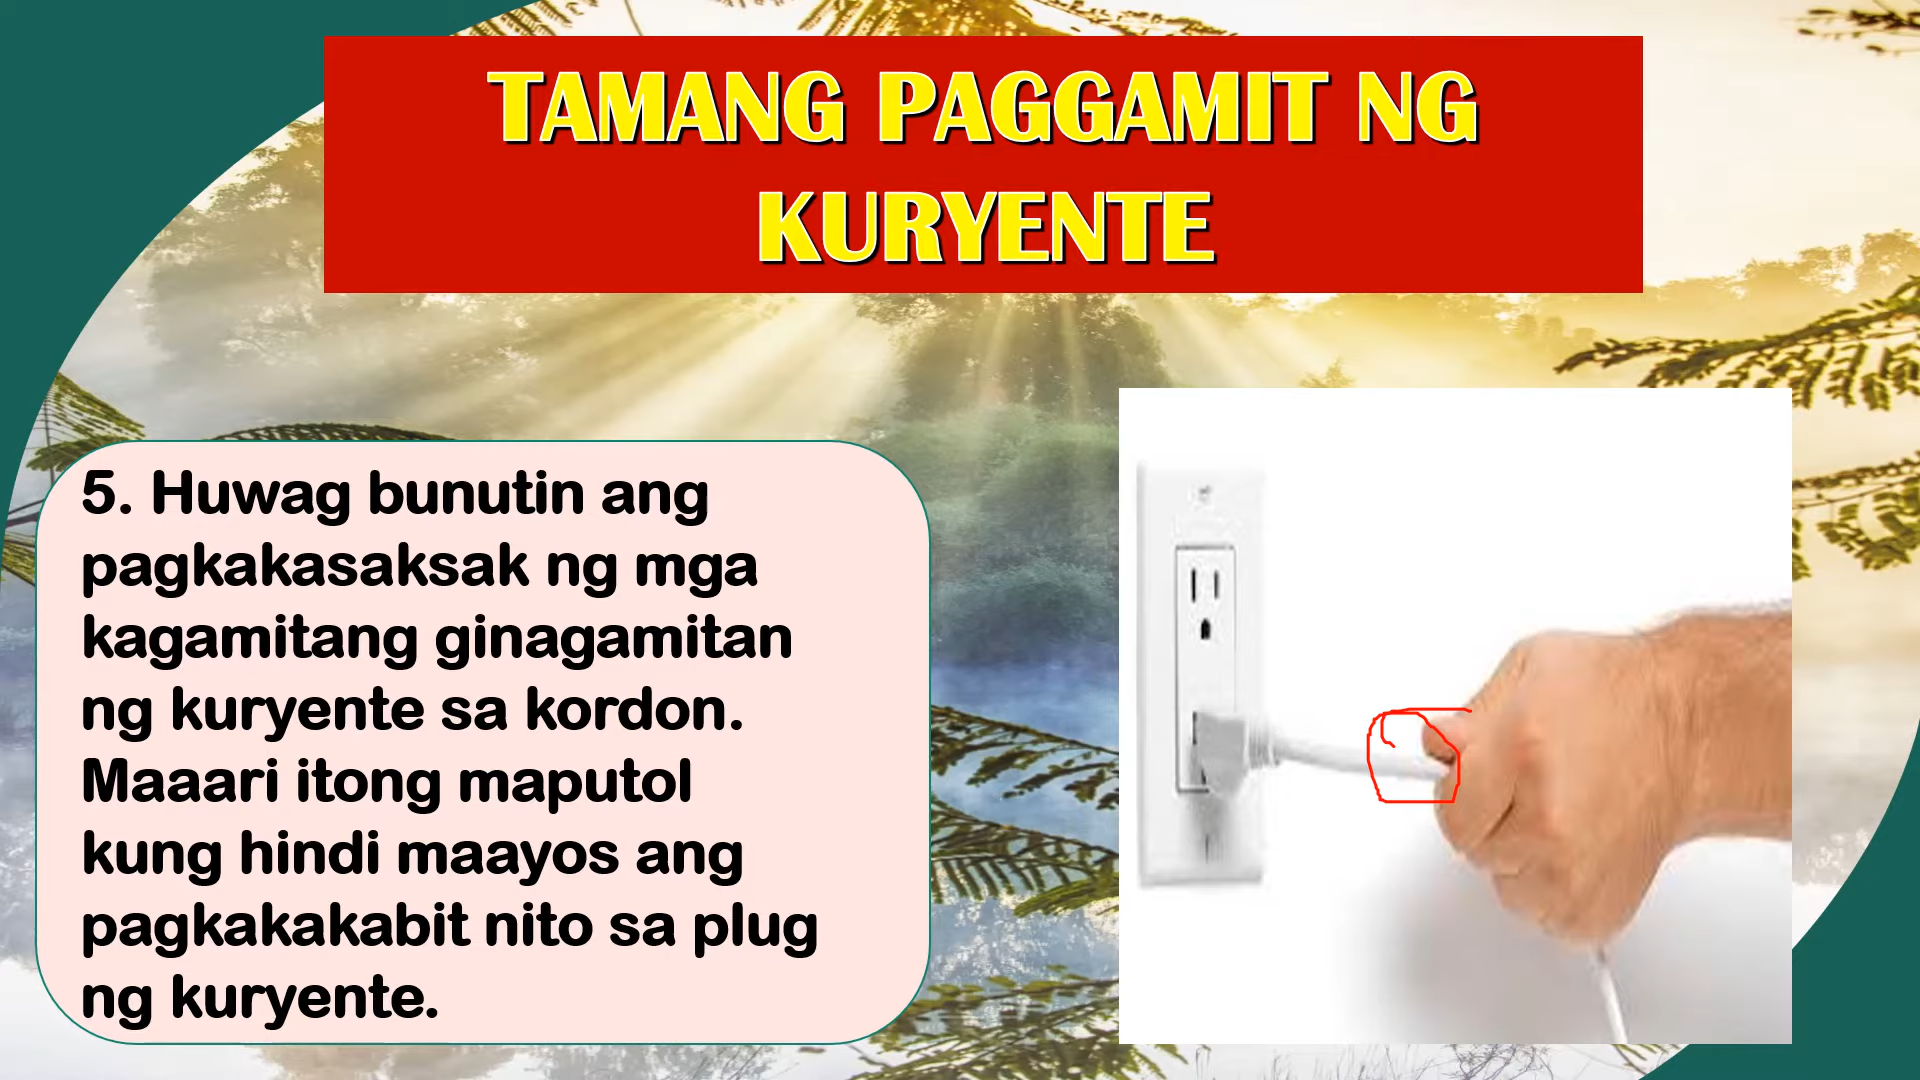 TAMANG PAGGAMIT NG
KURYENTE
5. Huwag bunutin ang
pagkakasaksak ng mga
kagamitang ginagamitan
ng kuryente sa kordon.
Maaari itong maputol
kung hindi maayos ang
pagkakakabit nito sa plug
ng kuryente.